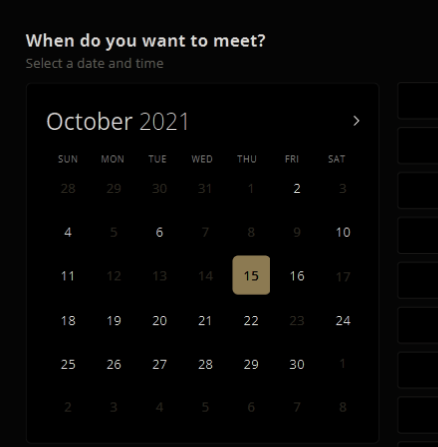 When do you want to meet?
Select a date and time
October 2021
SUN MON TUE WED THU FRI SAT
28 29 30 31 1 2 3
4 5 6 7 8 9 10
11 12 13 14 15 16 17
18 19 20 21 22 23 24
25 26 27 28 29 30 1
2 3 4 5 6 7 8